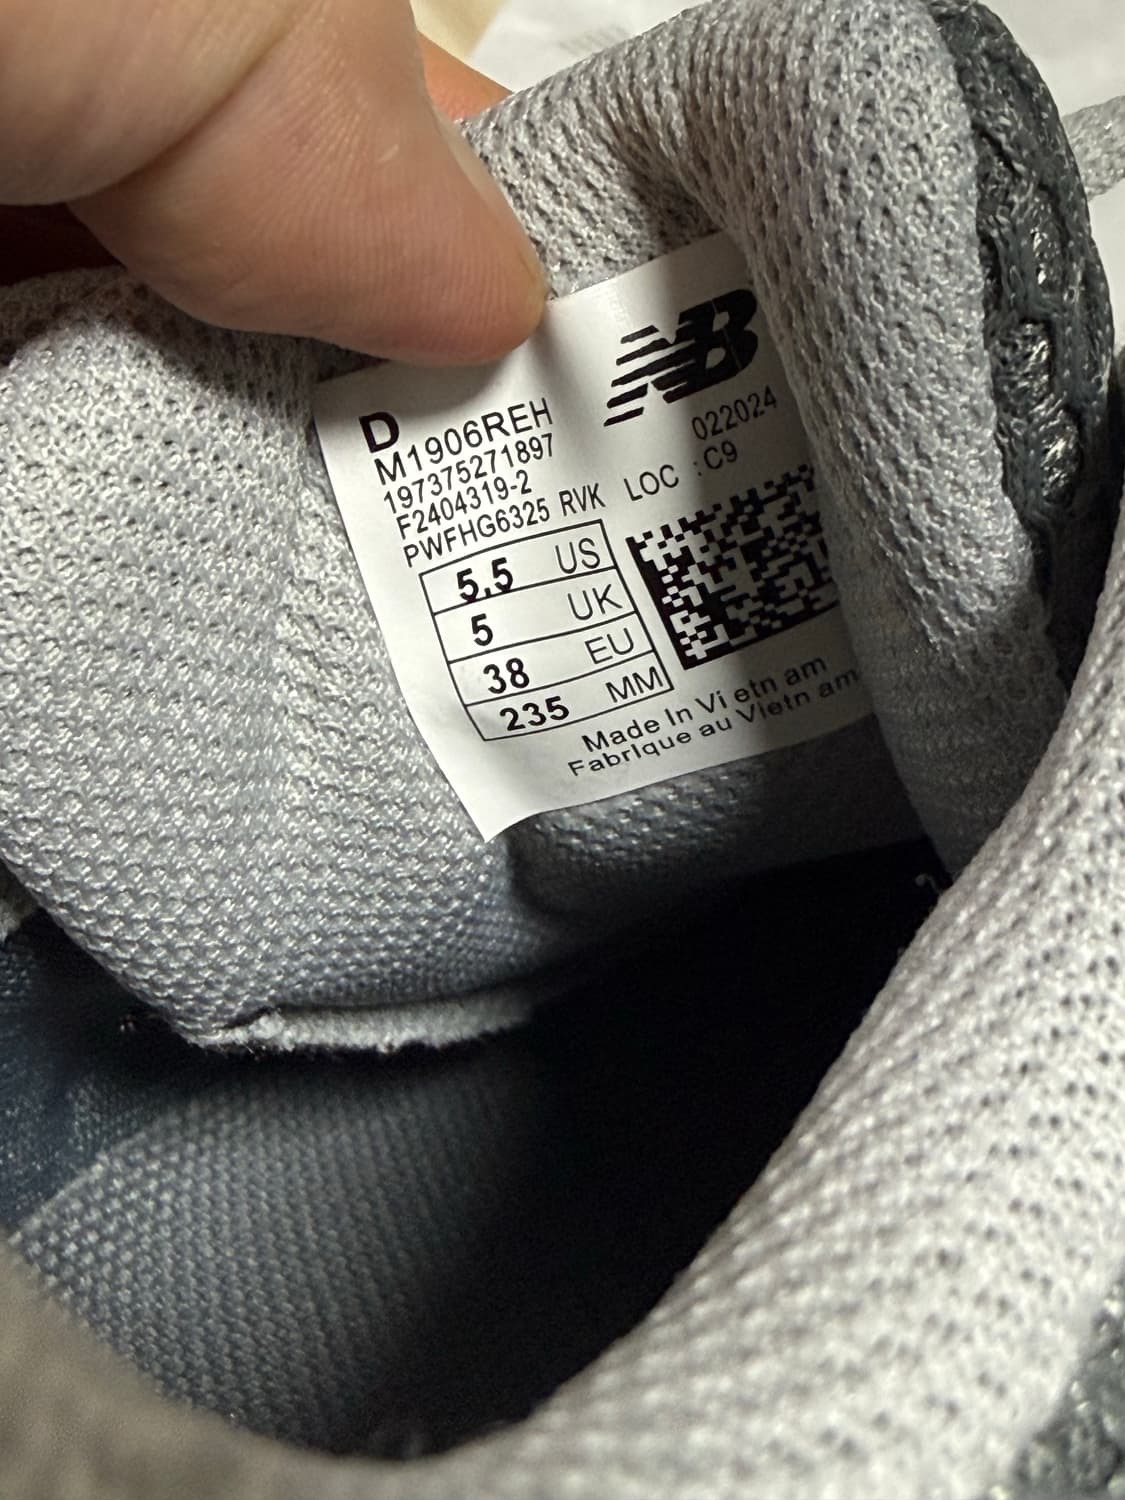 NB
D
M1906REH 022024
197375271897
F2404319-2
PWFHG6325 RVK LOC : C9
5.5 US
5 UK
38 EU
235 MM
Made In Vi etn am
FabrIque au Vietn am